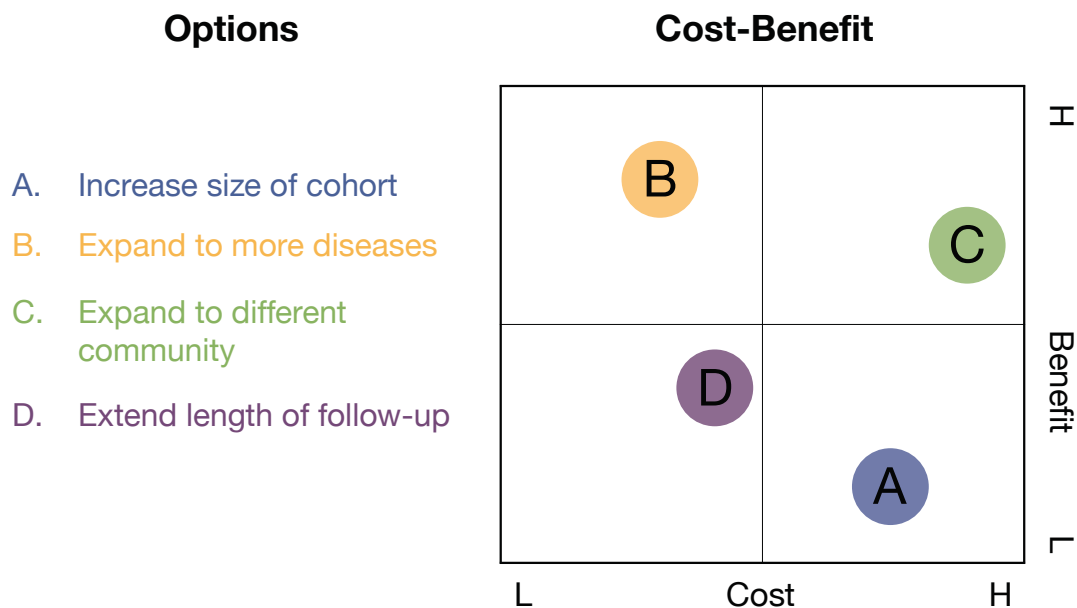 Options
A. Increase size of cohort
B. Expand to more diseases
C. Expand to different
community
D. Extend length of follow-up
Cost-Benefit
B
C
D
A
H
Benefit
L
L Cost H